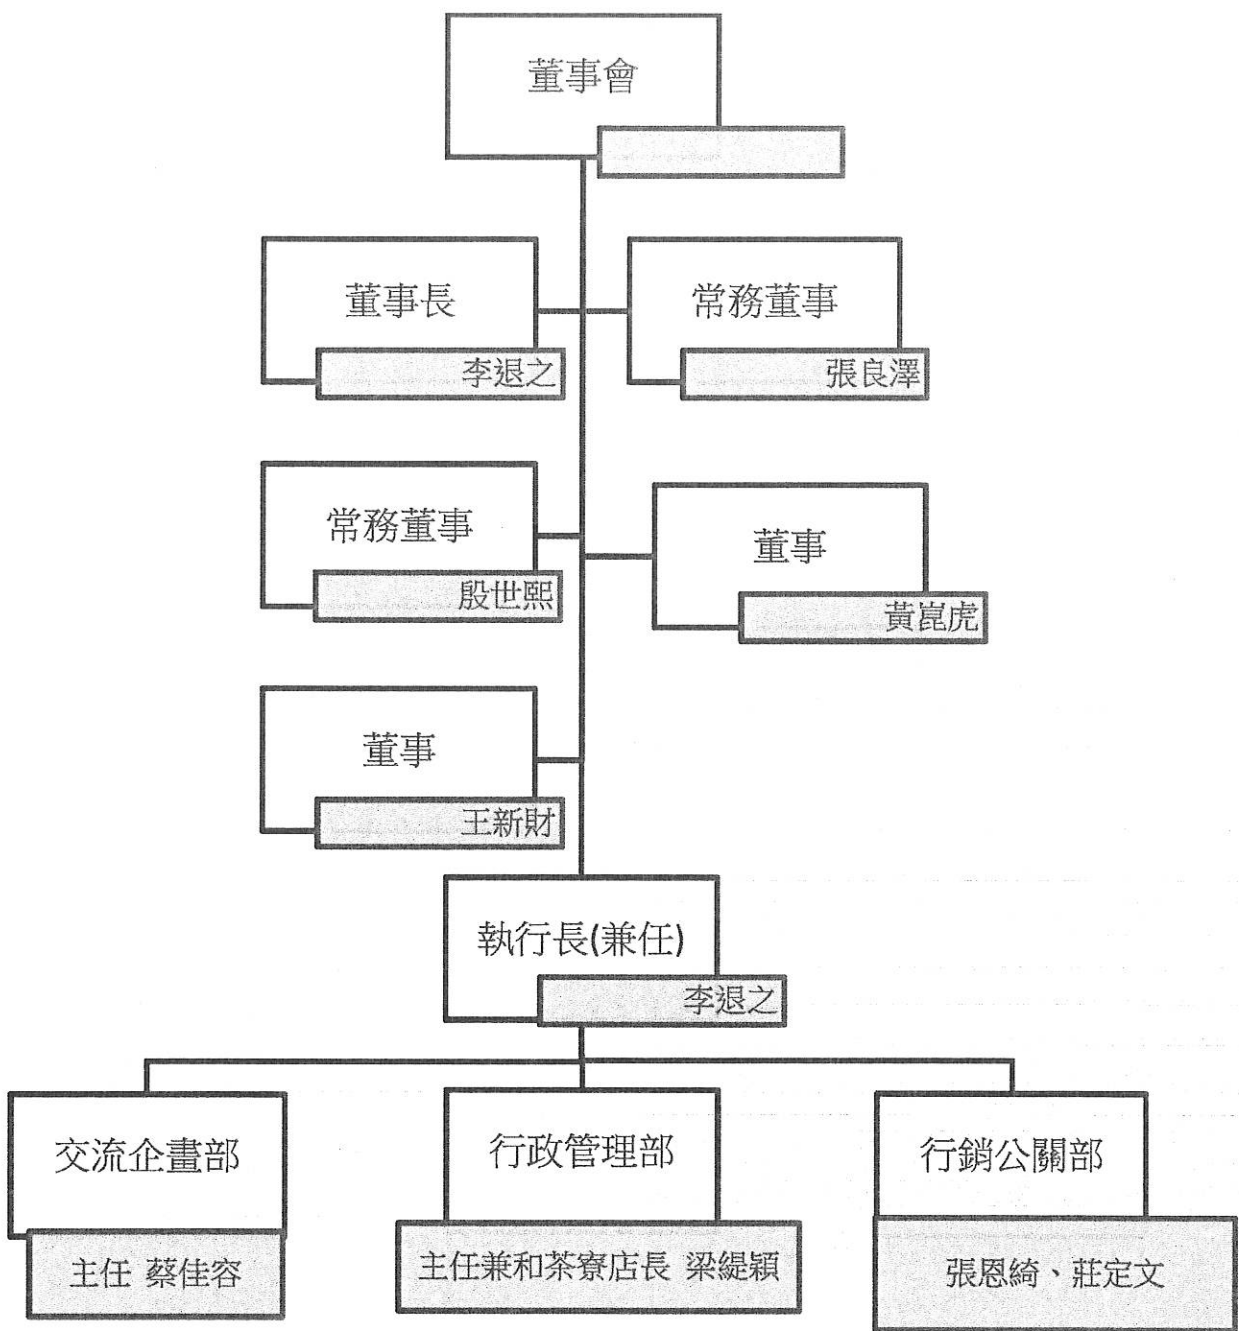 董事會
董事長
李退之
常務董事
張良澤
常務董事
殷世熙
董事
黃崑虎
董事
王新財
執行長(兼任)
李退之
交流企畫部
主任 蔡佳容
行政管理部
主任兼和茶寮店長 梁緹穎
行銷公關部
張恩綺、莊定文